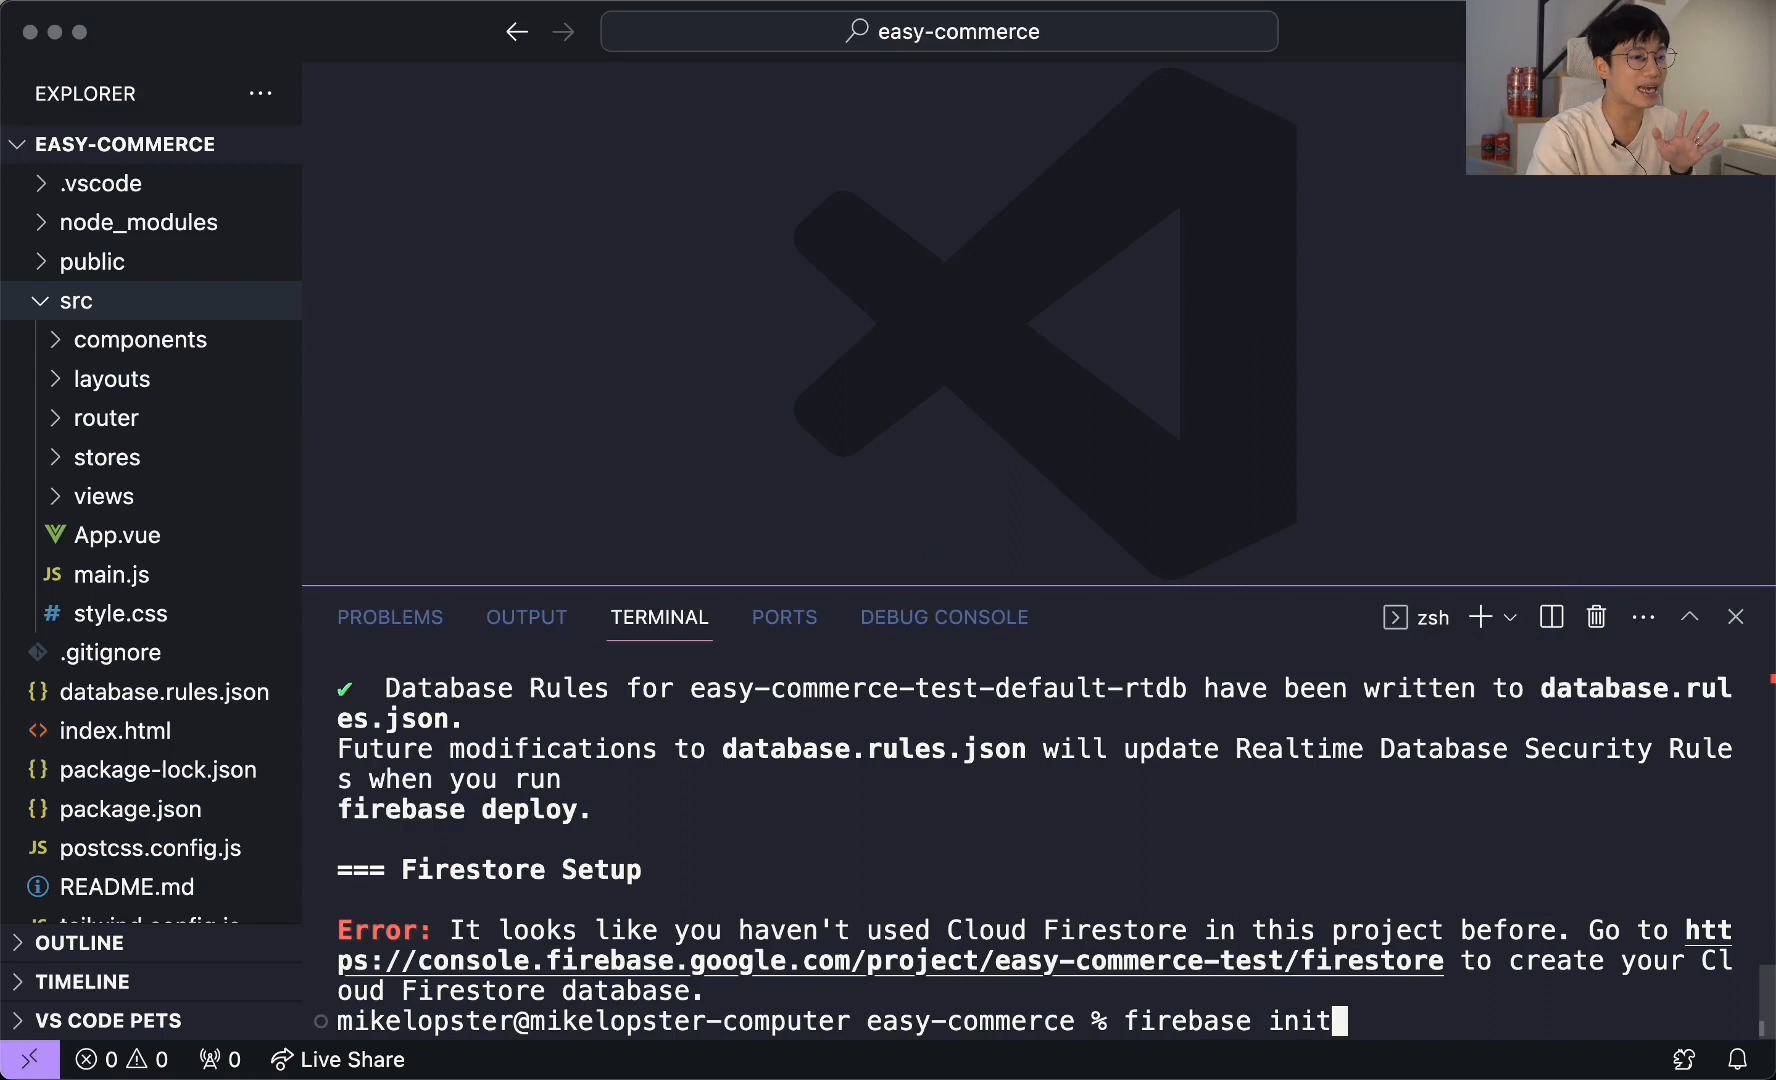 easy-commerce
EXPLORER
EASY-COMMERCE
.vscode
node_modules
public
src
components
layouts
router
stores
views
App.vue
JS main.js
# style.css
.gitignore
{} database.rules.json
<> index.html
{} package-lock.json
{} package.json
JS postcss.config.js
README.md
JS tailwind.config.js
OUTLINE
TIMELINE
VS CODE PETS
PROBLEMS OUTPUT TERMINAL PORTS DEBUG CONSOLE zsh
✔ Database Rules for easy-commerce-test-default-rtdb have been written to database.rul
es.json.
Future modifications to database.rules.json will update Realtime Database Security Rule
s when you run
firebase deploy.
=== Firestore Setup
Error: It looks like you haven't used Cloud Firestore in this project before. Go to htt
ps://console.firebase.google.com/project/easy-commerce-test/firestore to create your Cl
oud Firestore database.
mikelopster@mikelopster-computer easy-commerce % firebase init
0 0 0 Live Share